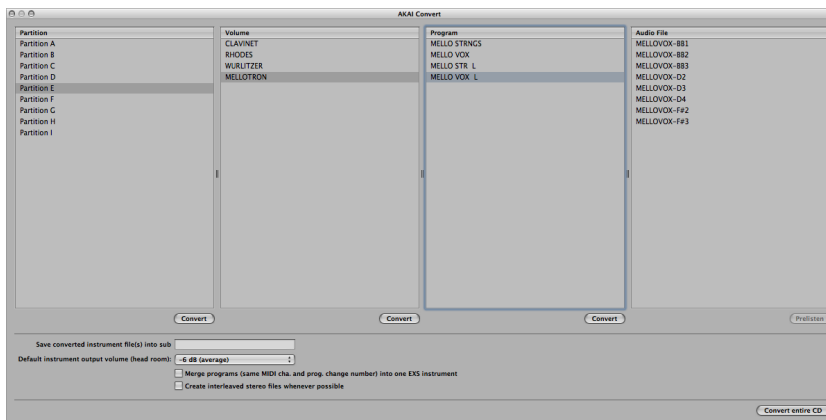 AKAI Convert
Partition
Partition A
Partition B
Partition C
Partition D
Partition E
Partition F
Partition G
Partition H
Partition I
Convert
Volume
CLAVINET
RHODES
WURLITZER
MELLOTRON
Convert
Program
MELLO STRNGS
MELLO VOX
MELLO STR L
MELLO VOX L
Convert
Audio File
MELLOVOX-BB1
MELLOVOX-BB2
MELLOVOX-BB3
MELLOVOX-D2
MELLOVOX-D3
MELLOVOX-D4
MELLOVOX-F#2
MELLOVOX-F#3
Prelisten
Save converted instrument file(s) into sub
Default instrument output volume (head room): -6 dB (average)
Merge programs (same MIDI cha. and prog. change number) into one EXS instrument
Create interleaved stereo files whenever possible
Convert entire CD